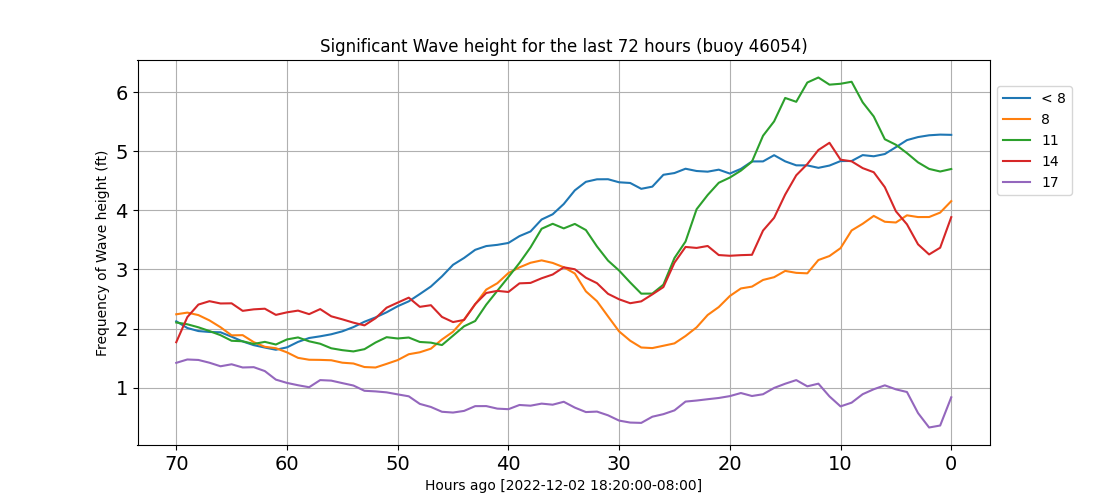 Significant Wave height for the last 72 hours (buoy 46054)
Frequency of Wave height (ft)
6
5
4
3
2
1
70 60 50 40 30 20 10 0
Hours ago [2022-12-02 18:20:00-08:00]
< 8
8
11
14
17